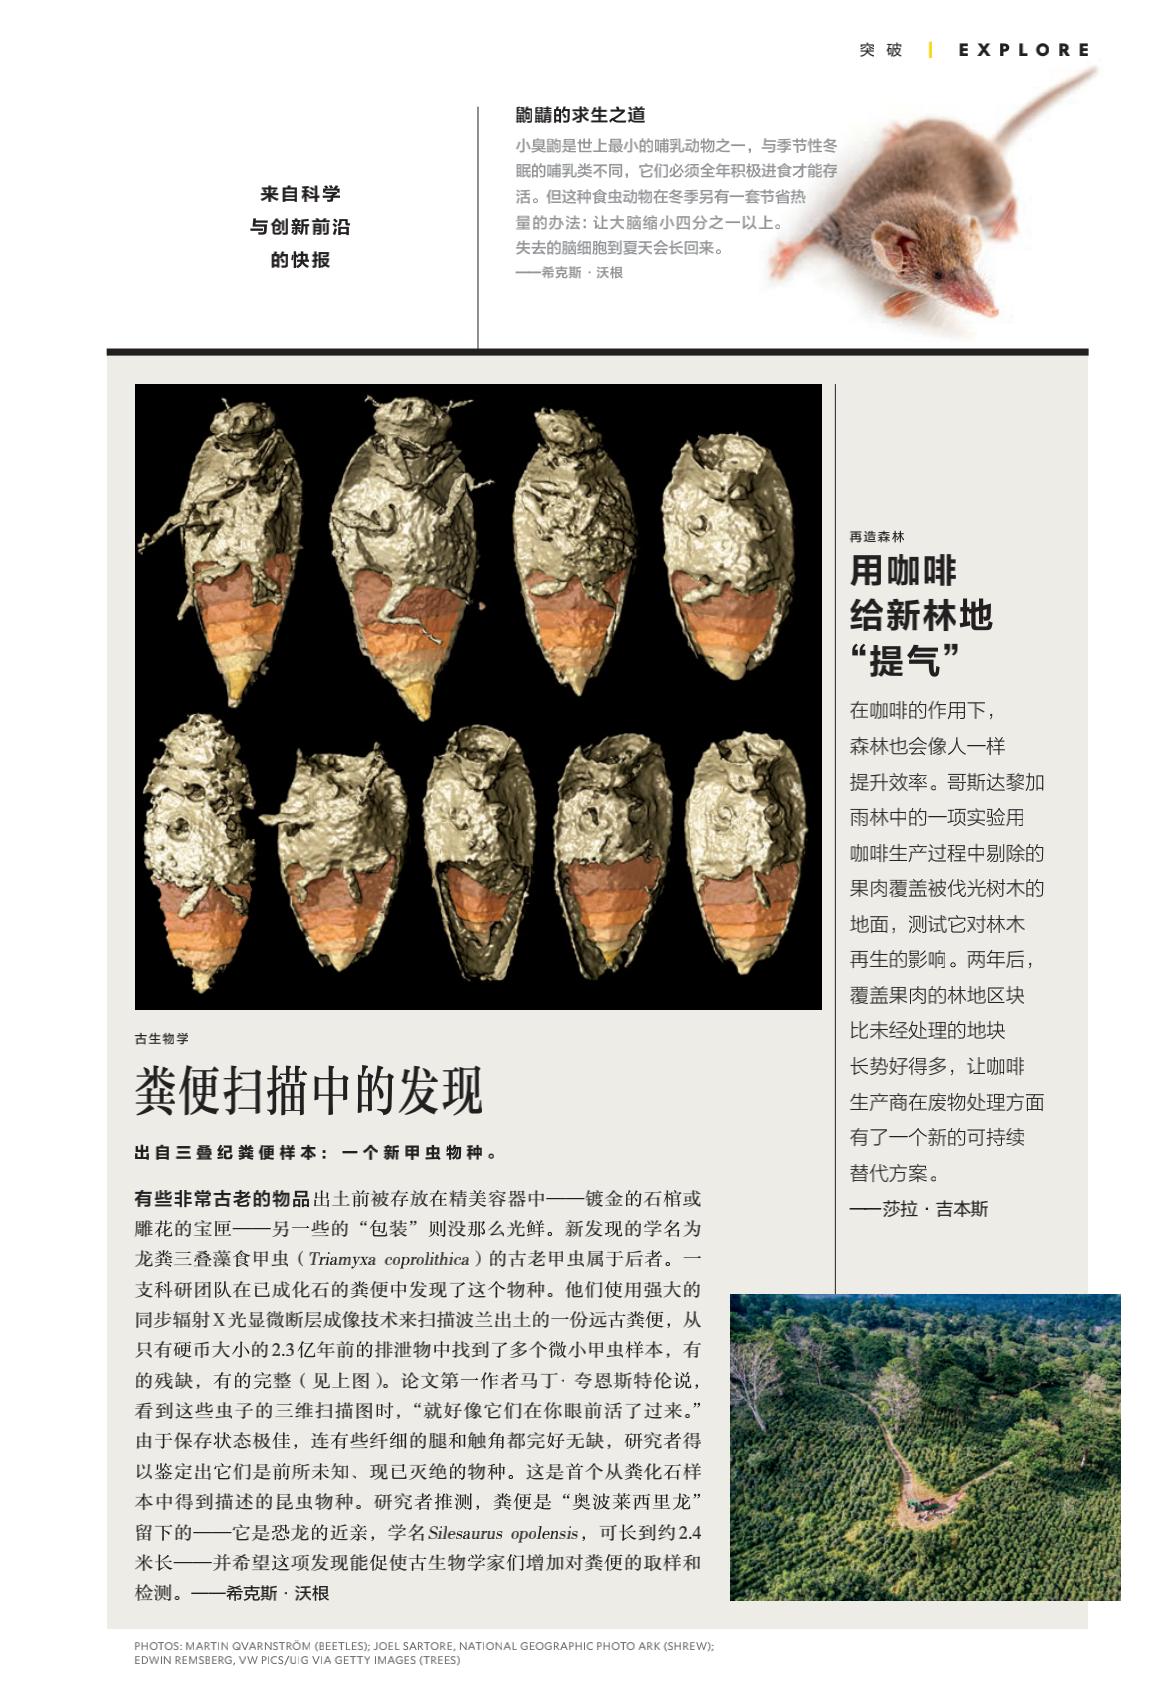 突破 | EXPLORE
来自科学
与创新前沿
的快报
鼩鼱的求生之道
小臭鼩是世上最小的哺乳动物之一，与季节性冬
眠的哺乳类不同，它们必须全年积极进食才能存
活。但这种食虫动物在冬季另有一套节省热
量的办法：让大脑缩小四分之一以上。
失去的脑细胞到夏天会长回来。
——希克斯·沃根
再造森林
用咖啡
给新林地
“提气”
在咖啡的作用下，
森林也会像人一样
提升效率。哥斯达黎加
雨林中的一项实验用
咖啡生产过程中剔除的
果肉覆盖被伐光树木的
地面，测试它对林木
再生的影响。两年后，
覆盖果肉的林地区块
比未经处理的地块
长势好得多，让咖啡
生产商在废物处理方面
有了一个新的可持续
替代方案。
——莎拉·吉本斯
古生物学
粪便扫描中的发现
出自三叠纪粪便样本：一个新甲虫物种。
有些非常古老的物品出土前被存放在精美容器中——镀金的石棺或
雕花的宝匣——另一些的“包装”则没那么光鲜。新发现的学名为
龙粪三叠藻食甲虫（Triamyxa coprolithica）的古老甲虫属于后者。一
支科研团队在已成化石的粪便中发现了这个物种。他们使用强大的
同步辐射X光显微断层成像技术来扫描波兰出土的一份远古粪便，从
只有硬币大小的2.3亿年前的排泄物中找到了多个微小甲虫样本，有
的残缺，有的完整（见上图）。论文第一作者马丁·夸恩斯特伦说，
看到这些虫子的三维扫描图时，“就好像它们在你眼前活了过来。”
由于保存状态极佳，连有些纤细的腿和触角都完好无缺，研究者得
以鉴定出它们是前所未知、现已灭绝的物种。这是首个从粪化石样
本中得到描述的昆虫物种。研究者推测，粪便是“奥波莱西里龙”
留下的——它是恐龙的近亲，学名Silesaurus opolensis，可长到约2.4
米长——并希望这项发现能促使古生物学家们增加对粪便的取样和
检测。——希克斯·沃根
PHOTOS: MARTIN QVARNSTRÖM (BEETLES); JOEL SARTORE, NATIONAL GEOGRAPHIC PHOTO ARK (SHREW);
EDWIN REMSBERG, VW PICS/UIG VIA GETTY IMAGES (TREES)